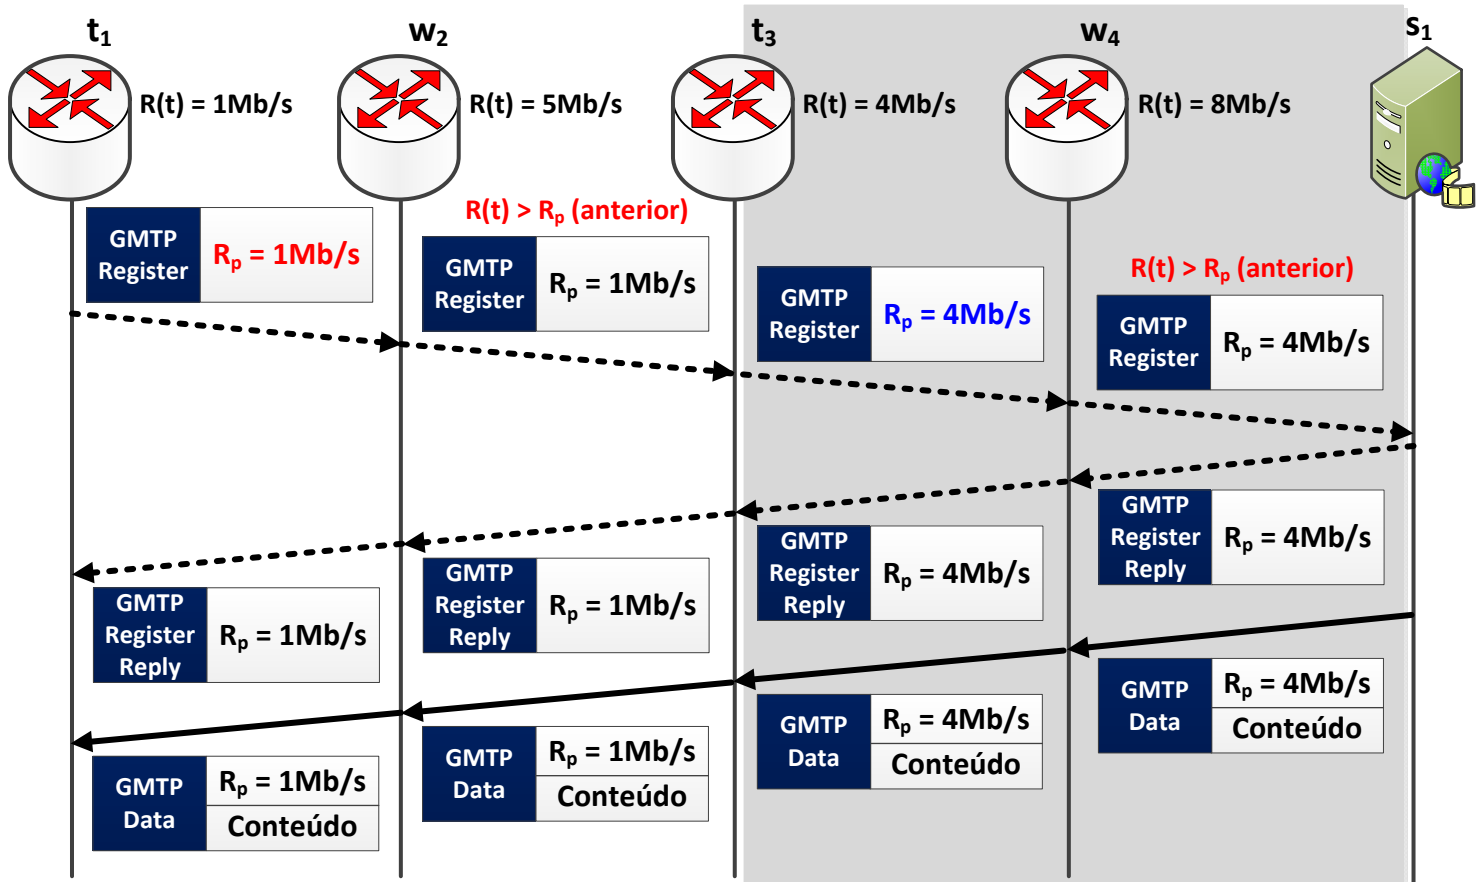 t1
w2
t3
w4
s1
R(t) = 1Mb/s
R(t) = 5Mb/s
R(t) = 4Mb/s
R(t) = 8Mb/s
GMTP
Register
Rp = 1Mb/s
R(t) > Rp (anterior)
GMTP
Register
Rp = 1Mb/s
GMTP
Register
Rp = 4Mb/s
R(t) > Rp (anterior)
GMTP
Register
Rp = 4Mb/s
GMTP
Register
Reply
Rp = 4Mb/s
GMTP
Register
Reply
Rp = 4Mb/s
GMTP
Register
Reply
Rp = 1Mb/s
GMTP
Register
Reply
Rp = 1Mb/s
GMTP
Data
Rp = 4Mb/s
Conteúdo
GMTP
Data
Rp = 4Mb/s
Conteúdo
GMTP
Data
Rp = 1Mb/s
Conteúdo
GMTP
Data
Rp = 1Mb/s
Conteúdo